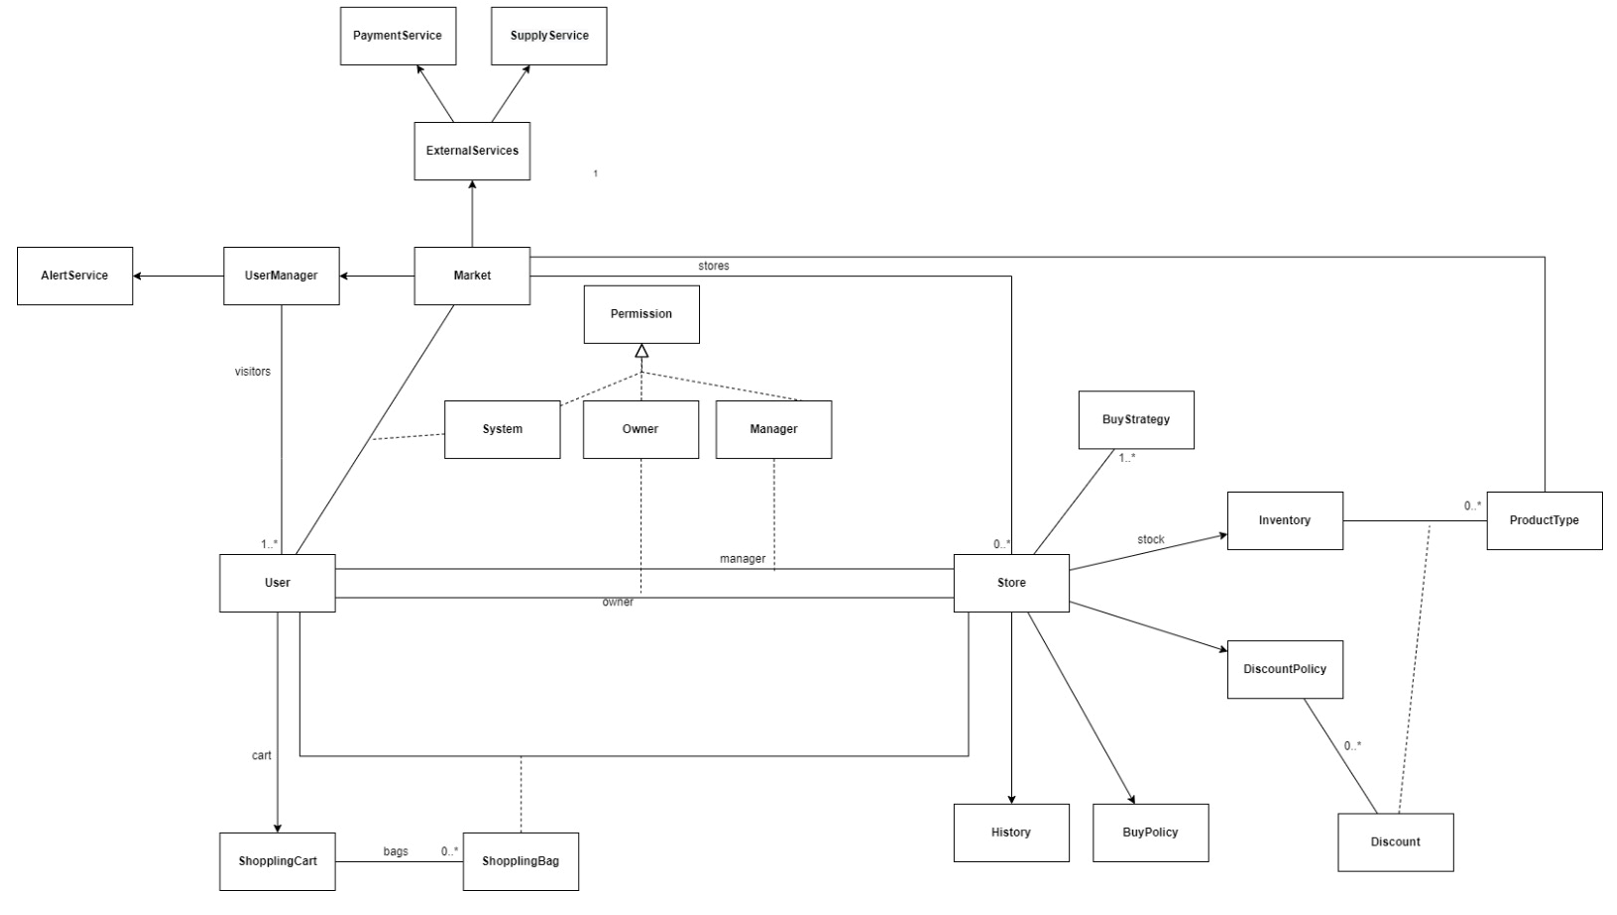 PaymentService
SupplyService
ExternalServices
1
AlertService
UserManager
Market
stores
Permission
visitors
System
Owner
Manager
BuyStrategy
1..*
Inventory
0..*
ProductType
stock
1..*
manager
0..*
User
Store
owner
DiscountPolicy
0..*
cart
History
BuyPolicy
Discount
ShopplingCart
bags
0..*
ShopplingBag